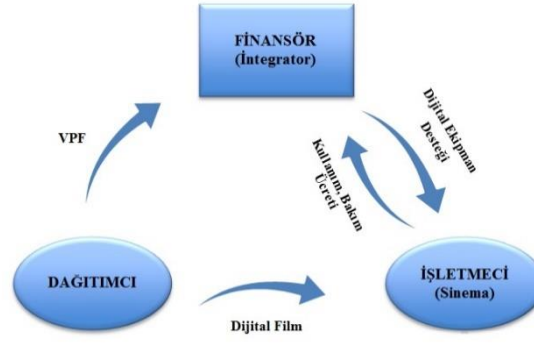 FİNANSÖR
(İntegrator)
VPF
Dijital Ekipman
Desteği
Kullanım, Bakım
Ücreti
DAĞITIMCI
İŞLETMECİ
(Sinema)
Dijital Film